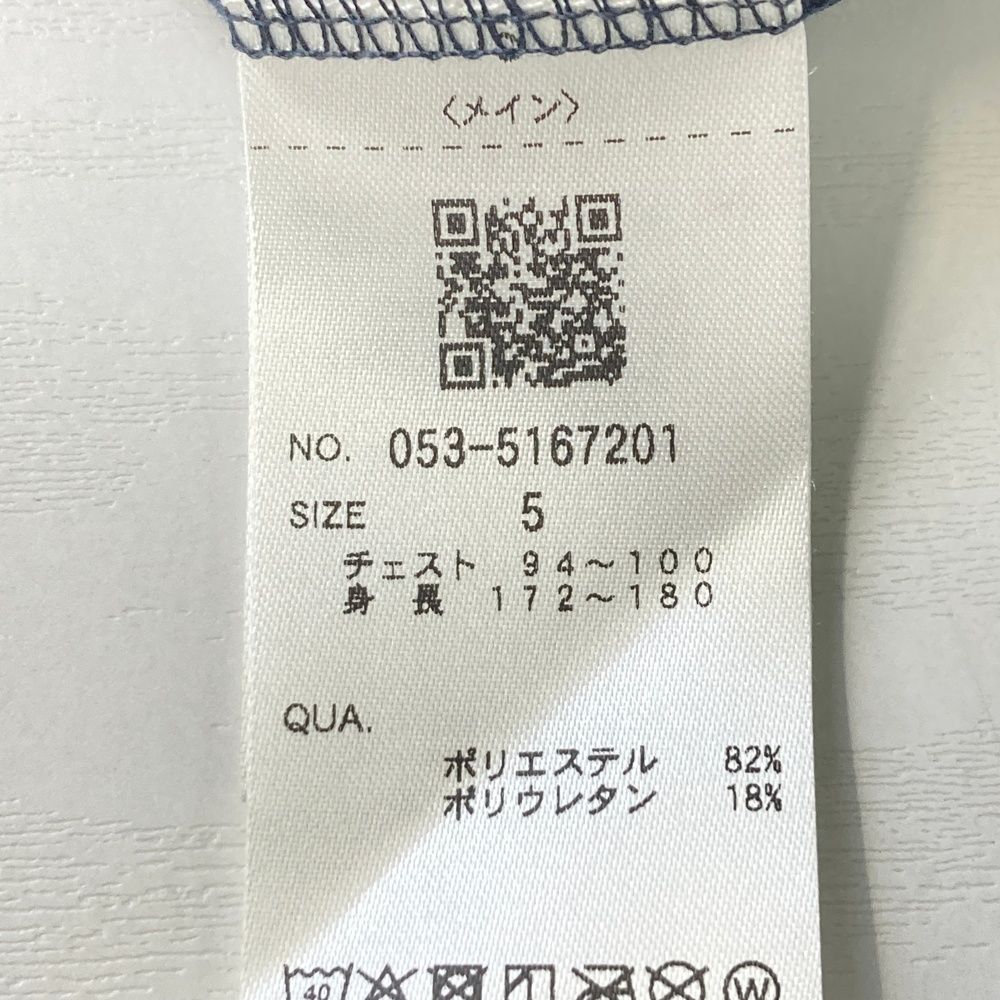 〈メイン〉
NO. 053-5167201
SIZE 5
チェスト 94～100
身長 172～180
QUA.
ポリエステル 82%
ポリウレタン 18%
40
W